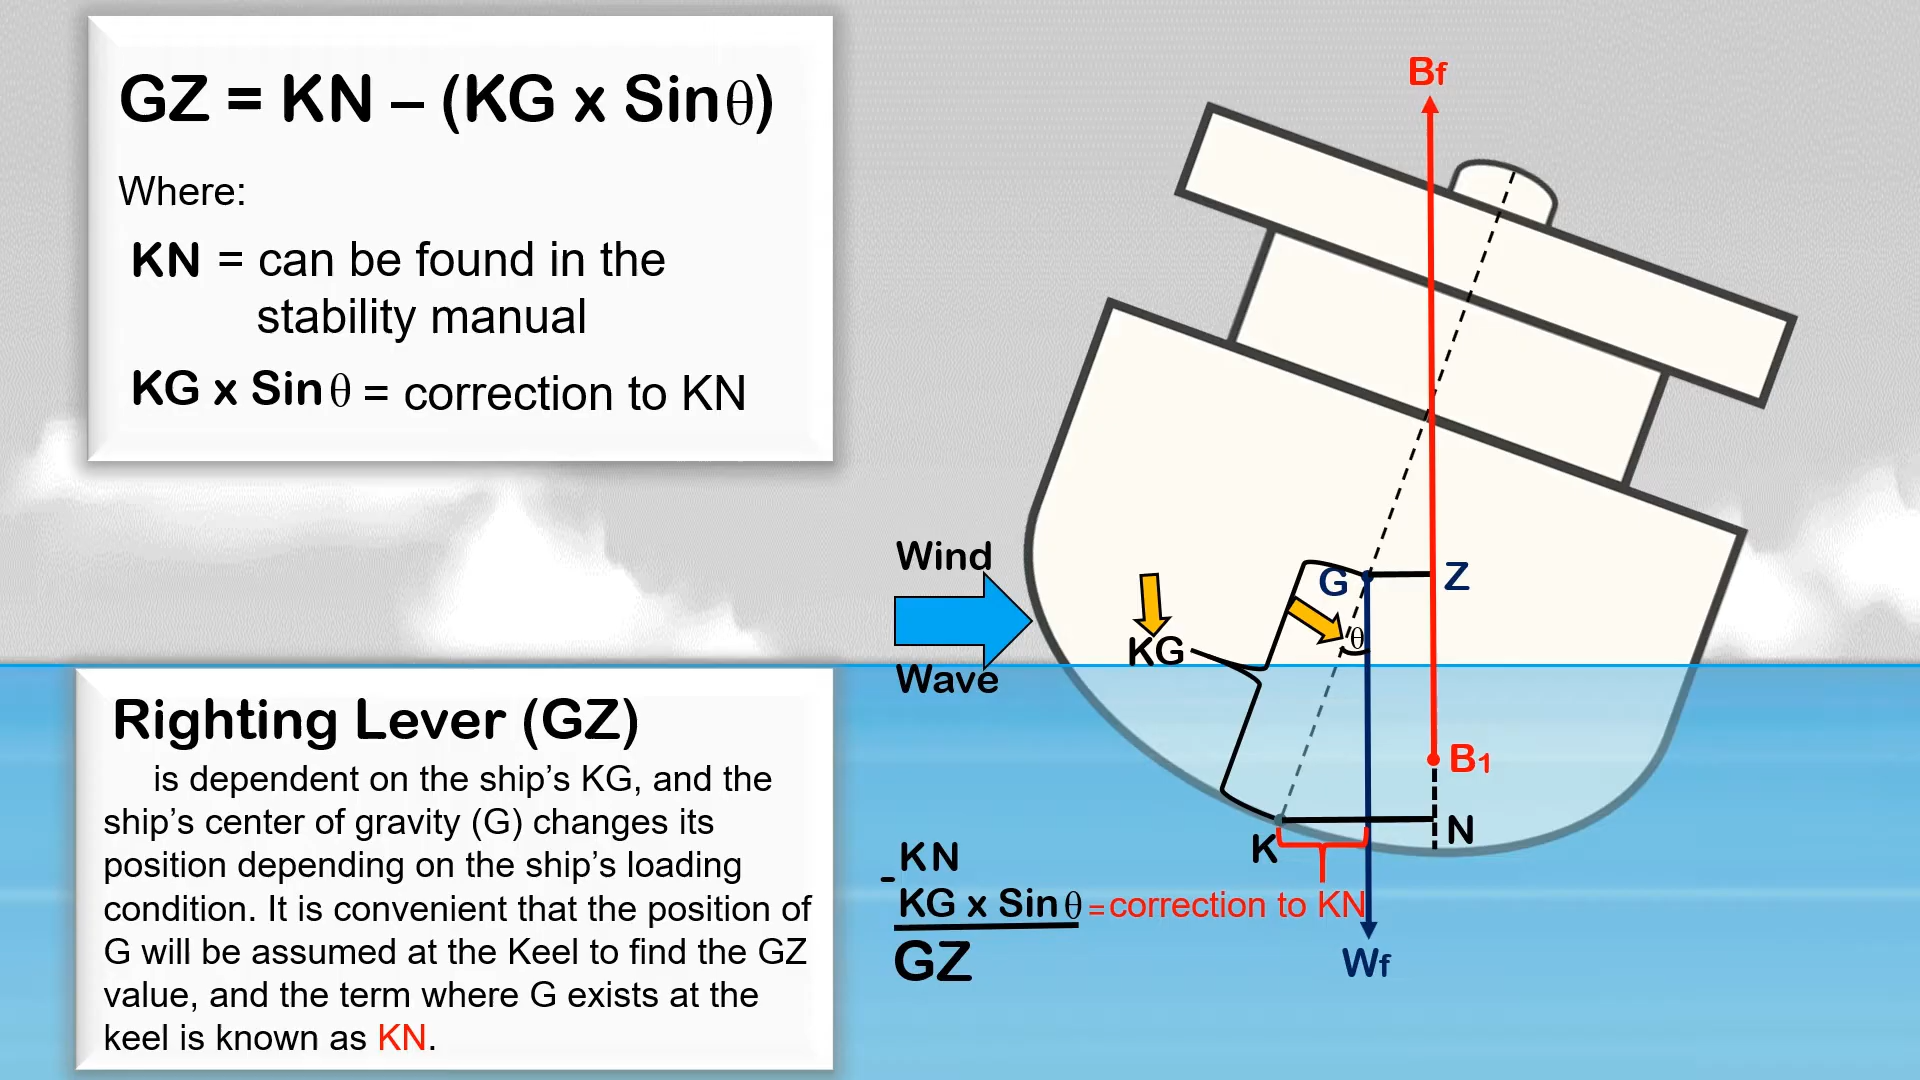 GZ = KN – (KG x Sin θ)
Where:
KN = can be found in the
stability manual
KG x Sin θ = correction to KN
Righting Lever (GZ)
is dependent on the ship’s KG, and the
ship’s center of gravity (G) changes its
position depending on the ship’s loading
condition. It is convenient that the position of
G will be assumed at the Keel to find the GZ
value, and the term where G exists at the
keel is known as KN.
Bf
Wind
G
Z
θ
KG
Wave
B1
N
K
KN
- KG x Sin θ = correction to KN
GZ
Wf